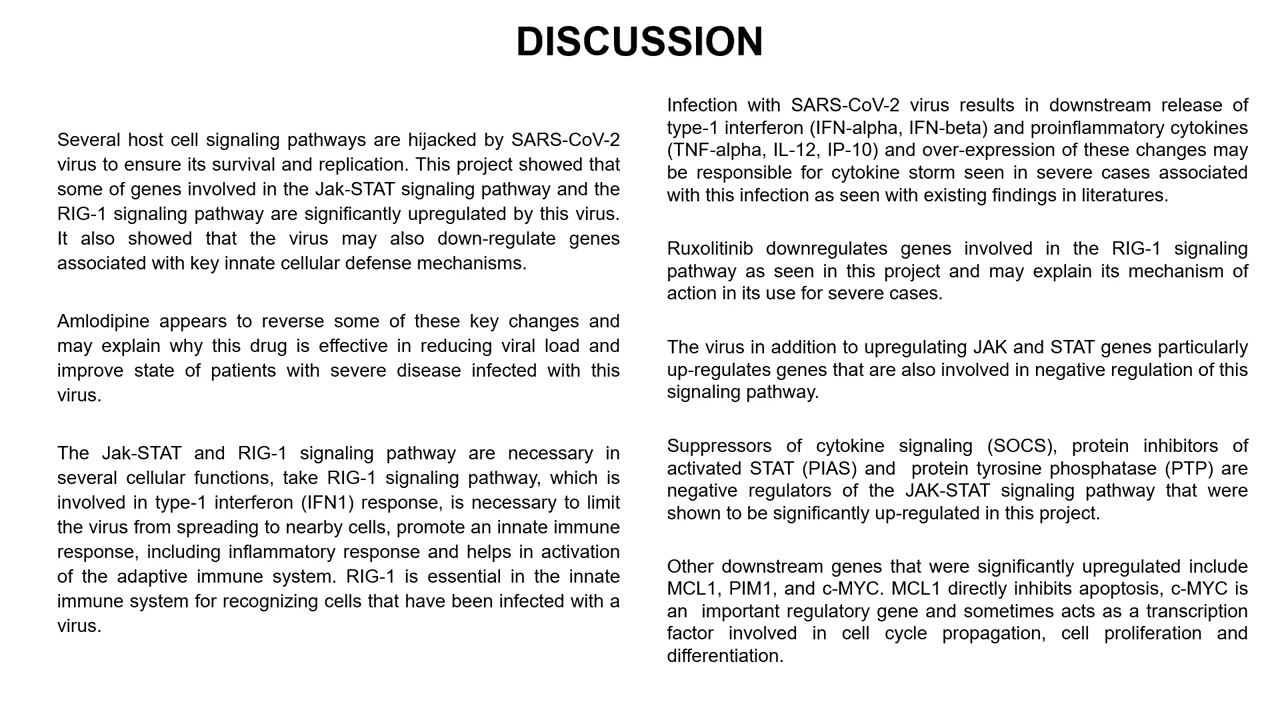 DISCUSSION
Several host cell signaling pathways are hijacked by SARS-CoV-2
virus to ensure its survival and replication. This project showed that
some of genes involved in the Jak-STAT signaling pathway and the
RIG-1 signaling pathway are significantly upregulated by this virus.
It also showed that the virus may also down-regulate genes
associated with key innate cellular defense mechanisms.
Amlodipine appears to reverse some of these key changes and
may explain why this drug is effective in reducing viral load and
improve state of patients with severe disease infected with this
virus.
The Jak-STAT and RIG-1 signaling pathway are necessary in
several cellular functions, take RIG-1 signaling pathway, which is
involved in type-1 interferon (IFN1) response, is necessary to limit
the virus from spreading to nearby cells, promote an innate immune
response, including inflammatory response and helps in activation
of the adaptive immune system. RIG-1 is essential in the innate
immune system for recognizing cells that have been infected with a
virus.
Infection with SARS-CoV-2 virus results in downstream release of
type-1 interferon (IFN-alpha, IFN-beta) and proinflammatory cytokines
(TNF-alpha, IL-12, IP-10) and over-expression of these changes may
be responsible for cytokine storm seen in severe cases associated
with this infection as seen with existing findings in literatures.
Ruxolitinib downregulates genes involved in the RIG-1 signaling
pathway as seen in this project and may explain its mechanism of
action in its use for severe cases.
The virus in addition to upregulating JAK and STAT genes particularly
up-regulates genes that are also involved in negative regulation of this
signaling pathway.
Suppressors of cytokine signaling (SOCS), protein inhibitors of
activated STAT (PIAS) and  protein tyrosine phosphatase (PTP) are
negative regulators of the JAK-STAT signaling pathway that were
shown to be significantly up-regulated in this project.
Other downstream genes that were significantly upregulated include
MCL1, PIM1, and c-MYC. MCL1 directly inhibits apoptosis, c-MYC is
an  important regulatory gene and sometimes acts as a transcription
factor involved in cell cycle propagation, cell proliferation and
differentiation.